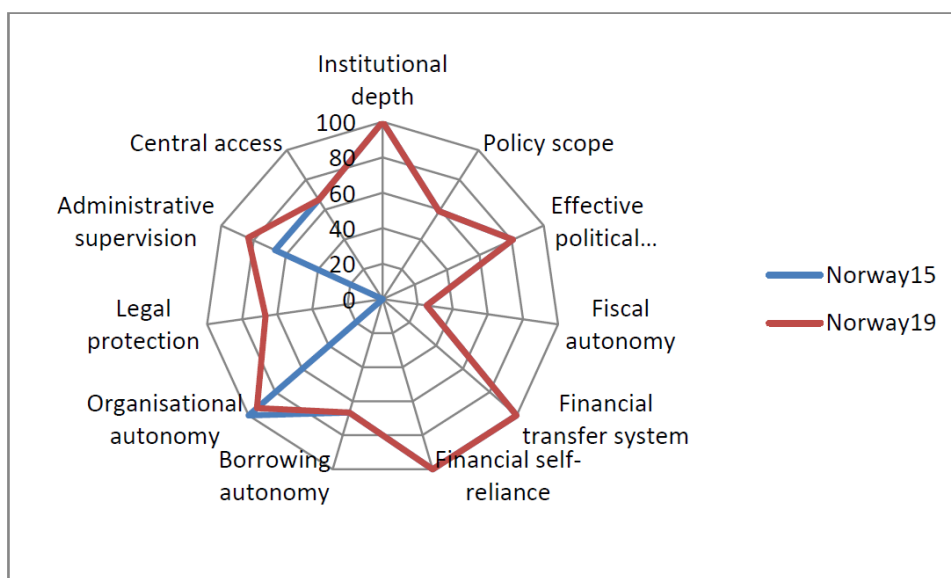 Institutional
depth
Policy scope
Effective
political...
Fiscal
autonomy
Financial
transfer system
Financial self-
reliance
Borrowing
autonomy
Organisational
autonomy
Legal
protection
Administrative
supervision
Central access
100
80
60
40
20
0
Norway15
Norway19